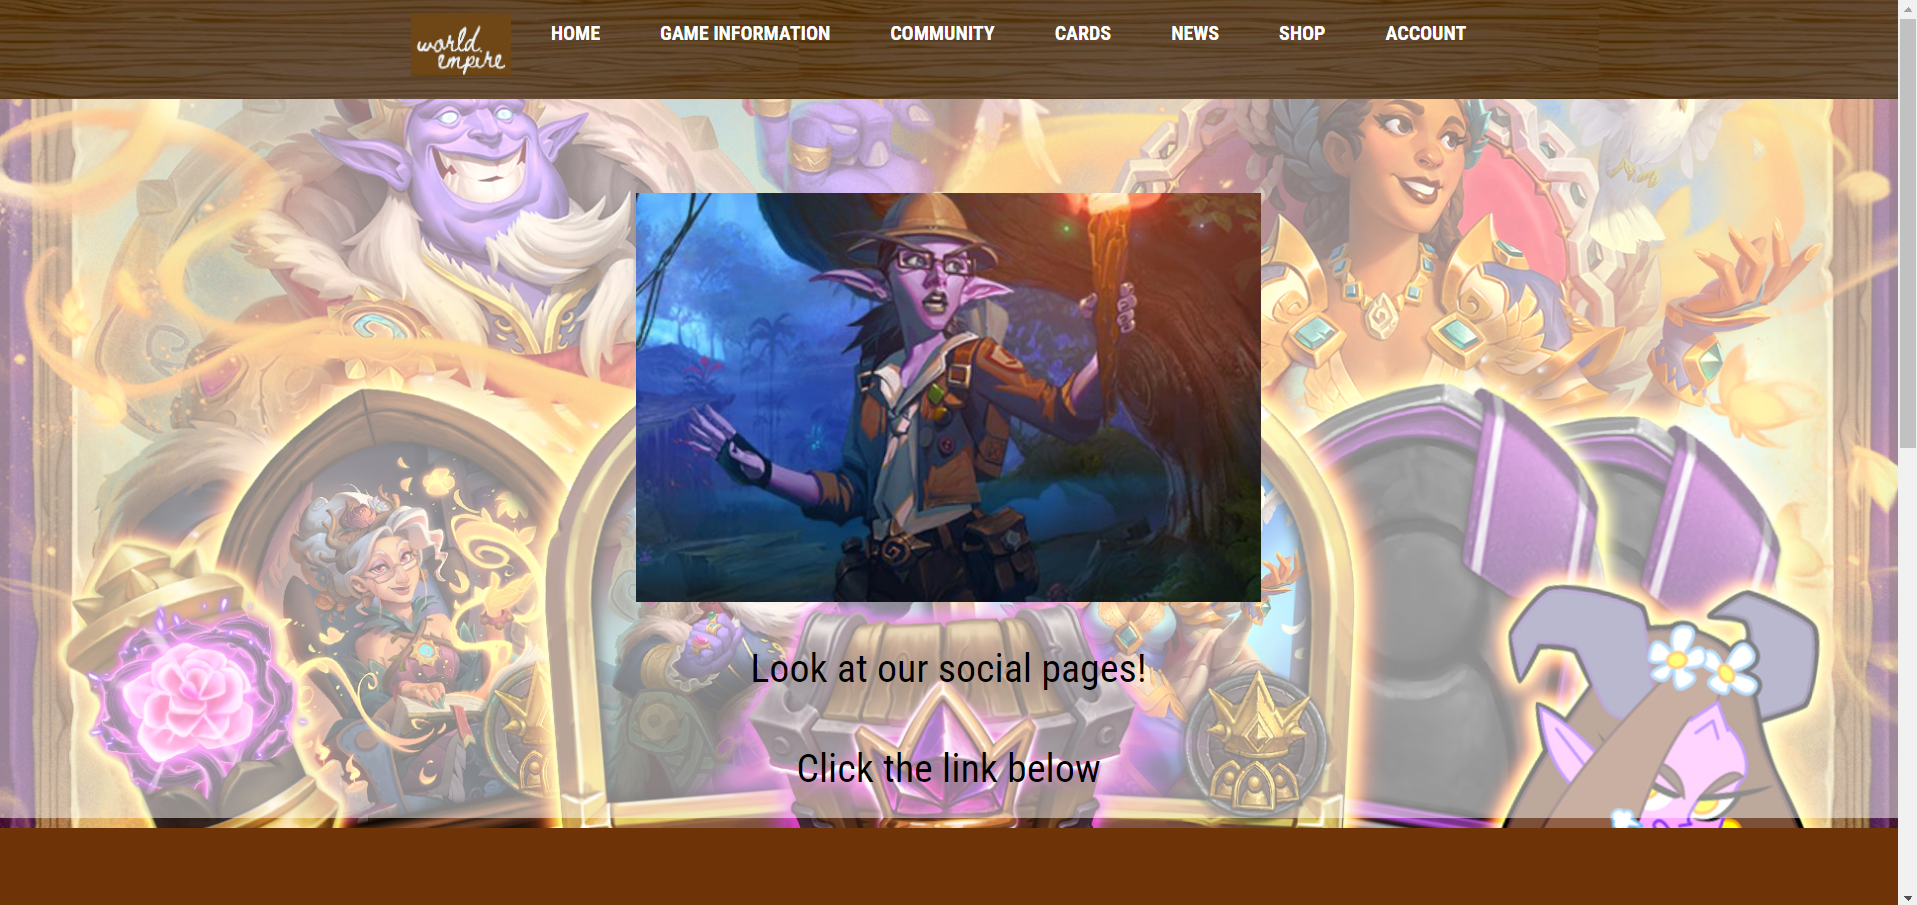 world empire
HOME GAME INFORMATION COMMUNITY CARDS NEWS SHOP ACCOUNT
Look at our social pages!
Click the link below